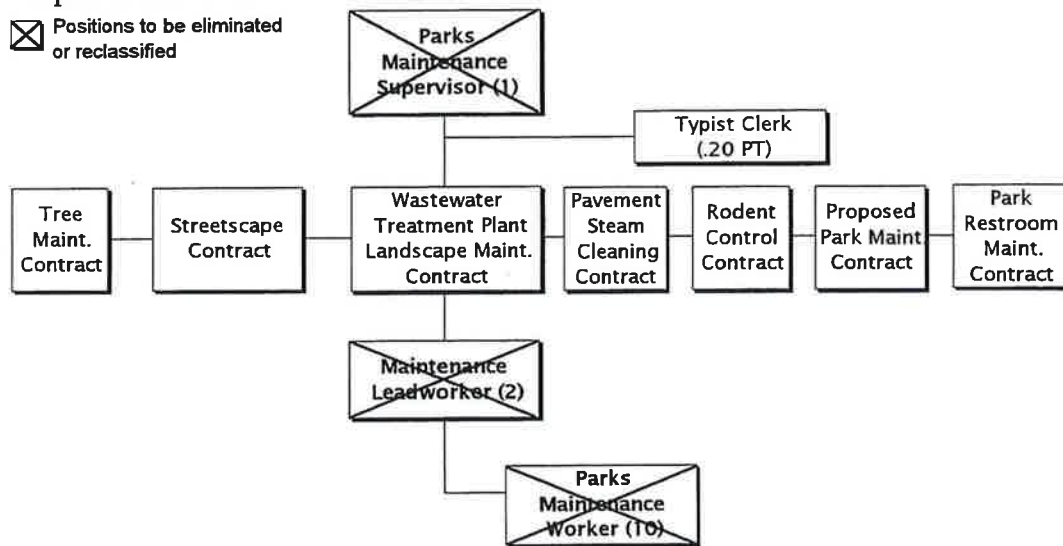 Positions to be eliminated
or reclassified
Parks
Maintenance
Supervisor (1)
Typist Clerk
(.20 PT)
Tree
Maint.
Contract
Streetscape
Contract
Wastewater
Treatment Plant
Landscape Maint.
Contract
Pavement
Steam
Cleaning
Contract
Rodent
Control
Contract
Proposed
Park Maint.
Contract
Park
Restroom
Maint.
Contract
Maintenance
Leadworker (2)
Parks
Maintenance
Worker (10)